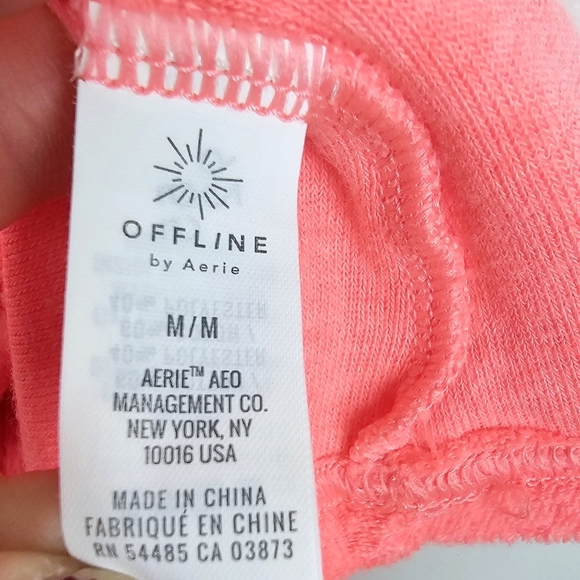 OFFLINE
by Aerie
M/M
AERIE™ AEO
MANAGEMENT CO.
NEW YORK, NY
10016 USA
MADE IN CHINA
FABRIQUÉ EN CHINE
RN 54485 CA 03873